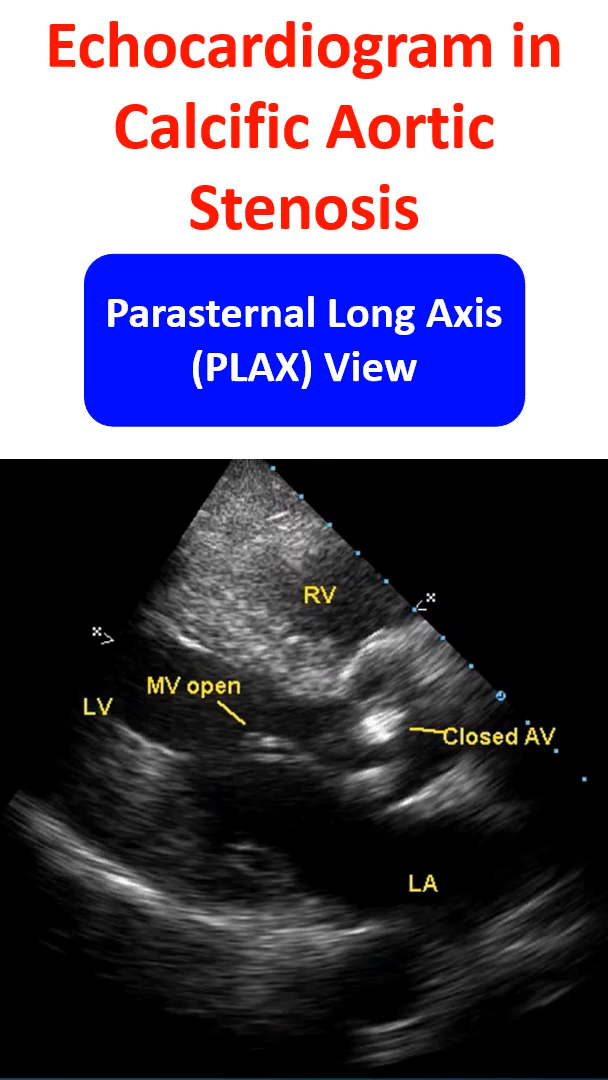 Echocardiogram in
Calcific Aortic
Stenosis
Parasternal Long Axis
(PLAX) View
RV
x
x
MV open
LV
Closed AV
LA